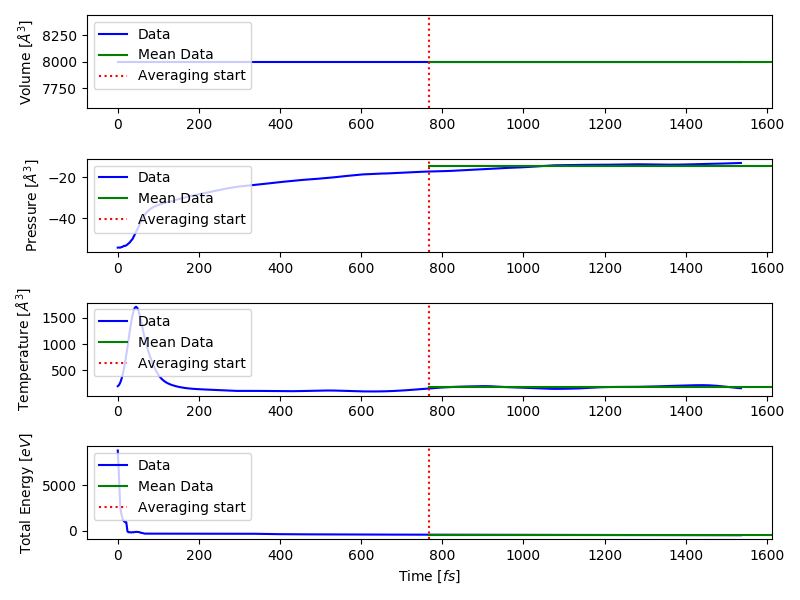 Volume [Å^3]
8250
8000
7750
Data
Mean Data
Averaging start
0 200 400 600 800 1000 1200 1400 1600
Pressure [Å^3]
−20
−40
Data
Mean Data
Averaging start
0 200 400 600 800 1000 1200 1400 1600
Temperature [Å^3]
1500
1000
500
Data
Mean Data
Averaging start
0 200 400 600 800 1000 1200 1400 1600
Total Energy [eV]
5000
0
Data
Mean Data
Averaging start
0 200 400 600 800 1000 1200 1400 1600
Time [fs]